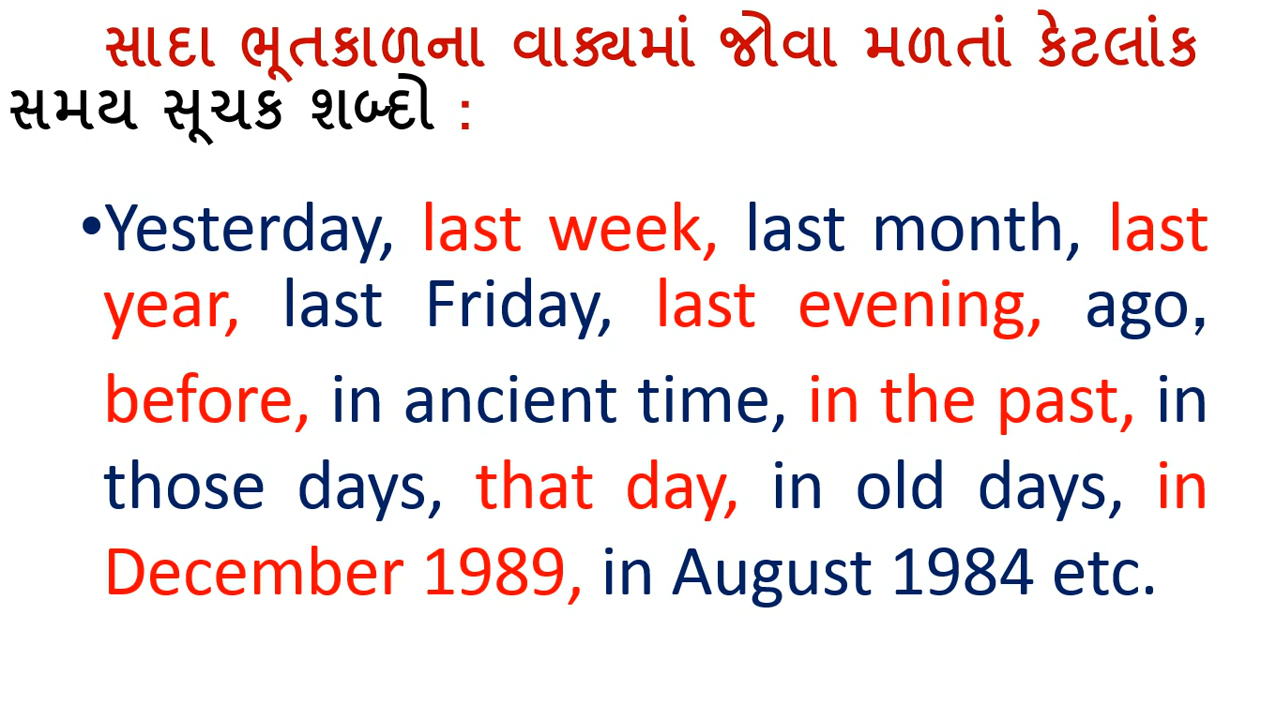 સાદા ભૂતકાળના વાક્યમાં જોવા મળતાં કેટલાંક
સમય સૂચક શબ્દો :
•Yesterday, last week, last month, last
year, last Friday, last evening, ago,
before, in ancient time, in the past, in
those days, that day, in old days, in
December 1989, in August 1984 etc.